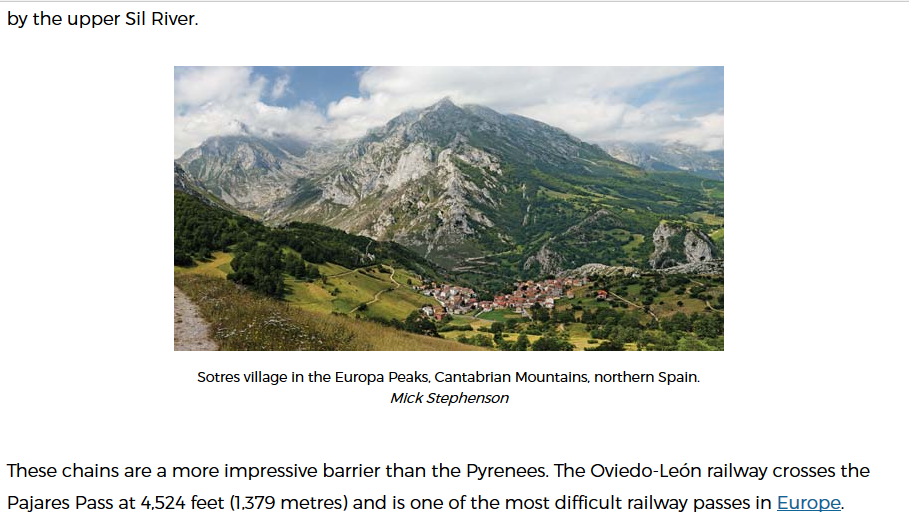 by the upper Sil River.
Sotres village in the Europa Peaks, Cantabrian Mountains, northern Spain.
Mick Stephenson
These chains are a more impressive barrier than the Pyrenees. The Oviedo-León railway crosses the
Pajares Pass at 4,524 feet (1,379 metres) and is one of the most difficult railway passes in Europe.